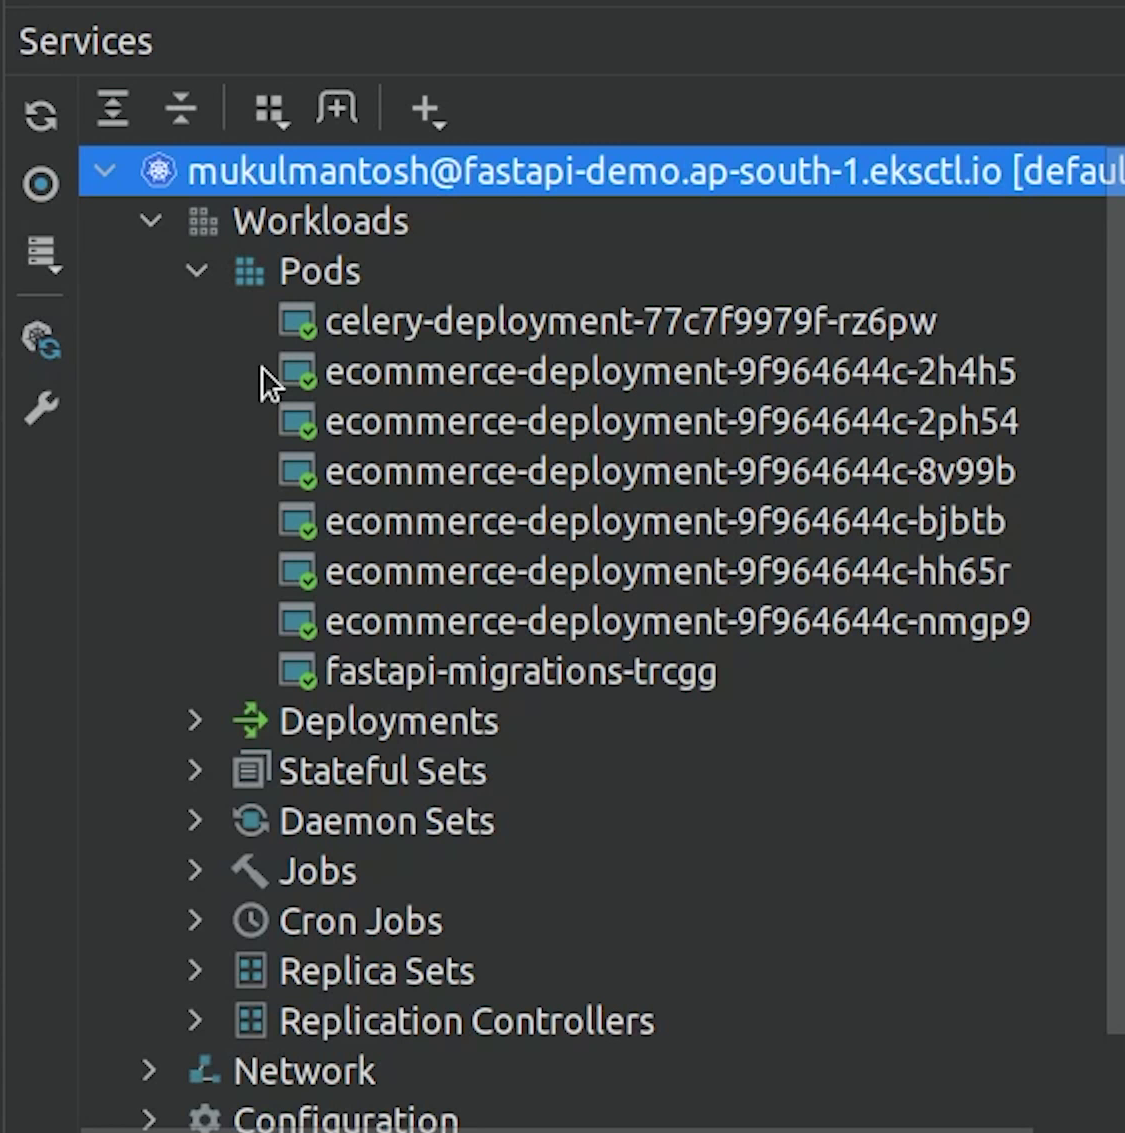 Services
mukulmantosh@fastapi-demo.ap-south-1.eksctl.io [defaul
Workloads
Pods
celery-deployment-77c7f9979f-rz6pw
ecommerce-deployment-9f964644c-2h4h5
ecommerce-deployment-9f964644c-2ph54
ecommerce-deployment-9f964644c-8v99b
ecommerce-deployment-9f964644c-bjbtb
ecommerce-deployment-9f964644c-hh65r
ecommerce-deployment-9f964644c-nmgp9
fastapi-migrations-trcgg
Deployments
Stateful Sets
Daemon Sets
Jobs
Cron Jobs
Replica Sets
Replication Controllers
Network
Configuration